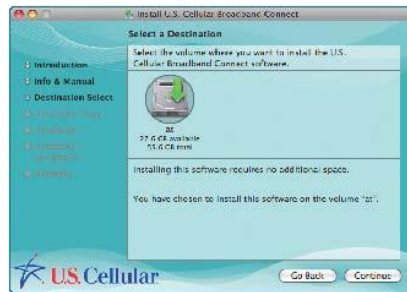 Install U.S. Cellular Broadband Connect
Select a Destination
Introduction
Info & Manual
Destination Select
Select the volume where you want to install the U.S.
Cellular Broadband Connect software.
at
27.6 GB available
55.6 GB total
Installing this software requires no additional space.
You have chosen to install this software on the volume "at".
U.S. Cellular
Go Back
Continue